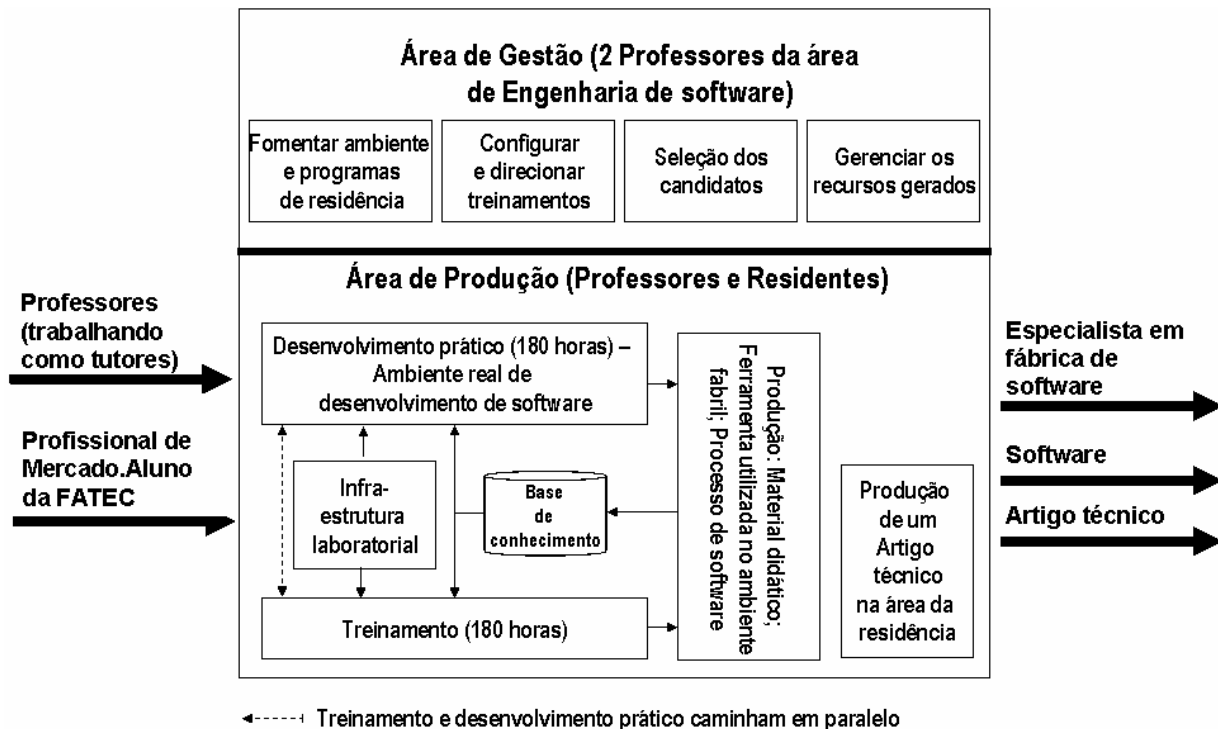 Área de Gestão (2 Professores da área
de Engenharia de software)
Fomentar ambiente
e programas
de residência
Configurar
e direcionar
treinamentos
Seleção dos
candidatos
Gerenciar os
recursos gerados
Área de Produção (Professores e Residentes)
Professores
(trabalhando
como tutores)
Profissional de
Mercado.Aluno
da FATEC
Desenvolvimento prático (180 horas) –
Ambiente real de
desenvolvimento de software
Infra-
estrutura
laboratorial
Base
de
conhecimento
Treinamento (180 horas)
Produção: Material didático;
Ferramenta utilizada no ambiente
fabril; Processo de software
Produção
de um
Artigo
técnico
na área da
residência
Especialista em
fábrica de
software
Software
Artigo técnico
Treinamento e desenvolvimento prático caminham em paralelo